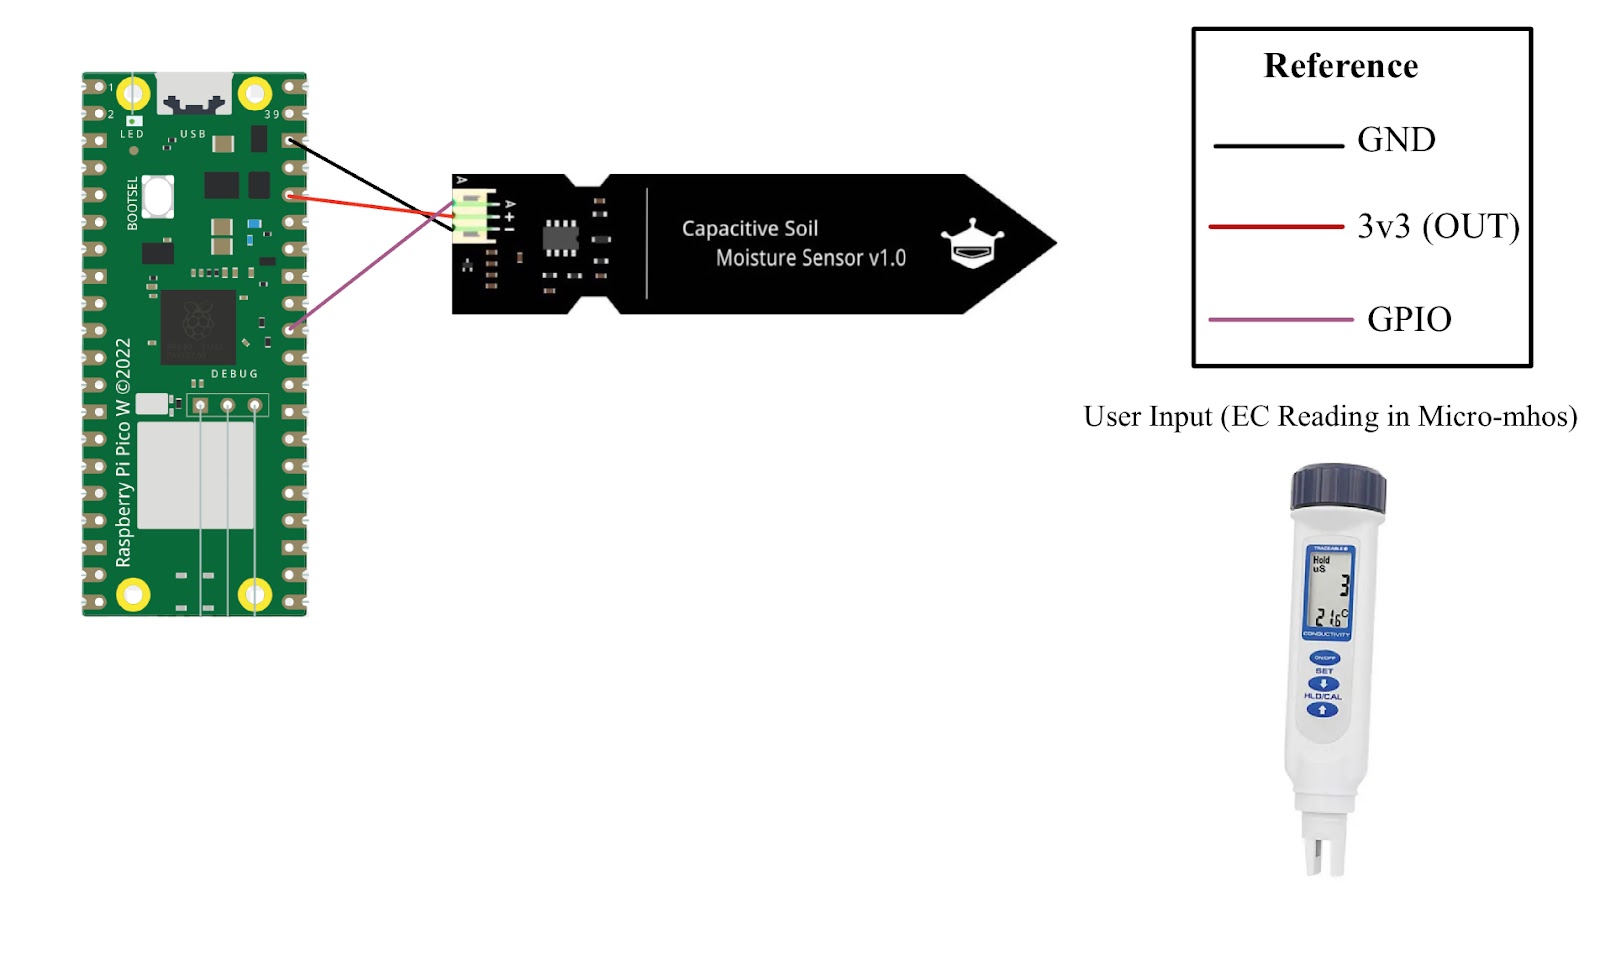 1
2
39
LED
USB
BOOTSEL
DEBUG
Raspberry Pi Pico W ©2022
A
A
+
Capacitive Soil
Moisture Sensor v1.0
Reference
GND
3v3 (OUT)
GPIO
User Input (EC Reading in Micro-mhos)
TRACEABLE®
Hold
uS
3
21.6 C
CONDUCTIVITY
ON/OFF
SET
HLD/CAL